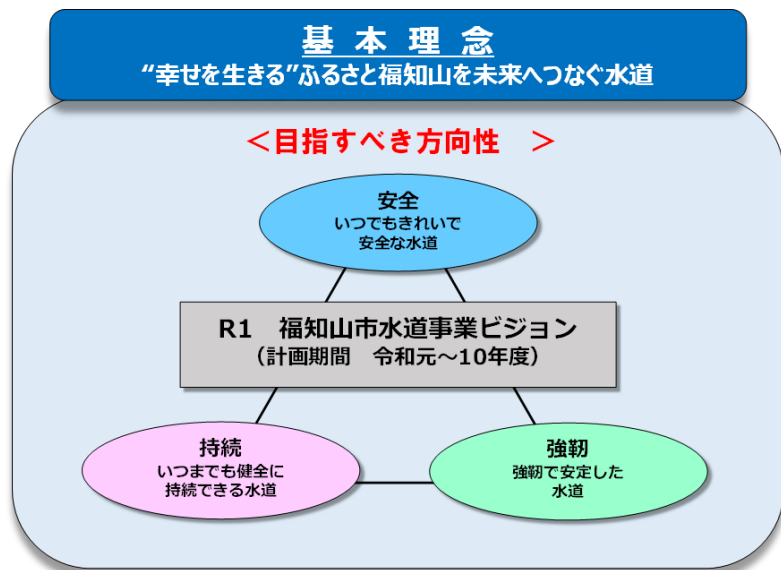 基本理念
“幸せを生きる”ふるさと福知山を未来へつなぐ水道
＜目指すべき方向性　＞
安全
いつでもきれいで
安全な水道
R1　福知山市水道事業ビジョン
（計画期間　令和元～10年度）
持続
いつまでも健全に
持続できる水道
強靭
強靭で安定した
水道